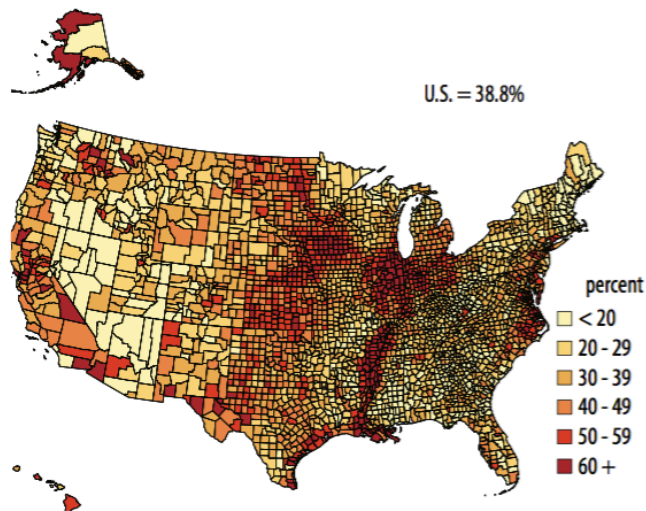 U.S. = 38.8%
percent
< 20
20 - 29
30 - 39
40 - 49
50 - 59
60 +